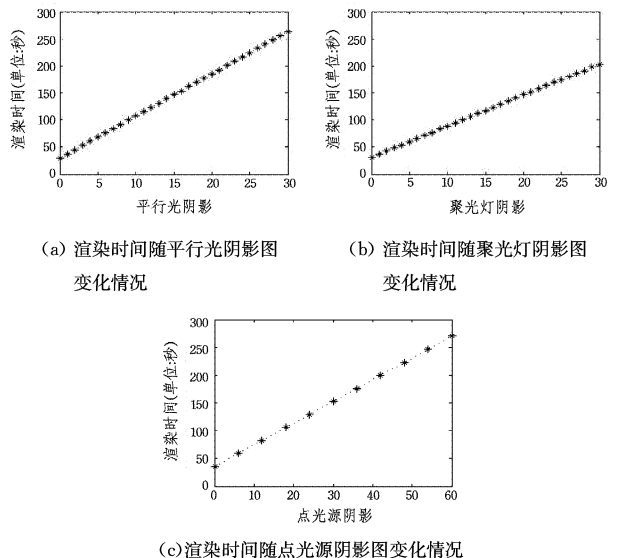 300
250
200
150
100
50
0
渲染时间(单位:秒)
0 5 10 15 20 25 30
平行光阴影
(a) 渲染时间随平行光阴影图
变化情况
300
250
200
150
100
50
0
渲染时间(单位:秒)
0 5 10 15 20 25 30
聚光灯阴影
(b) 渲染时间随聚光灯阴影图
变化情况
300
250
200
150
100
50
0
渲染时间(单位:秒)
0 10 20 30 40 50 60
点光源阴影
(c)渲染时间随点光源阴影图变化情况